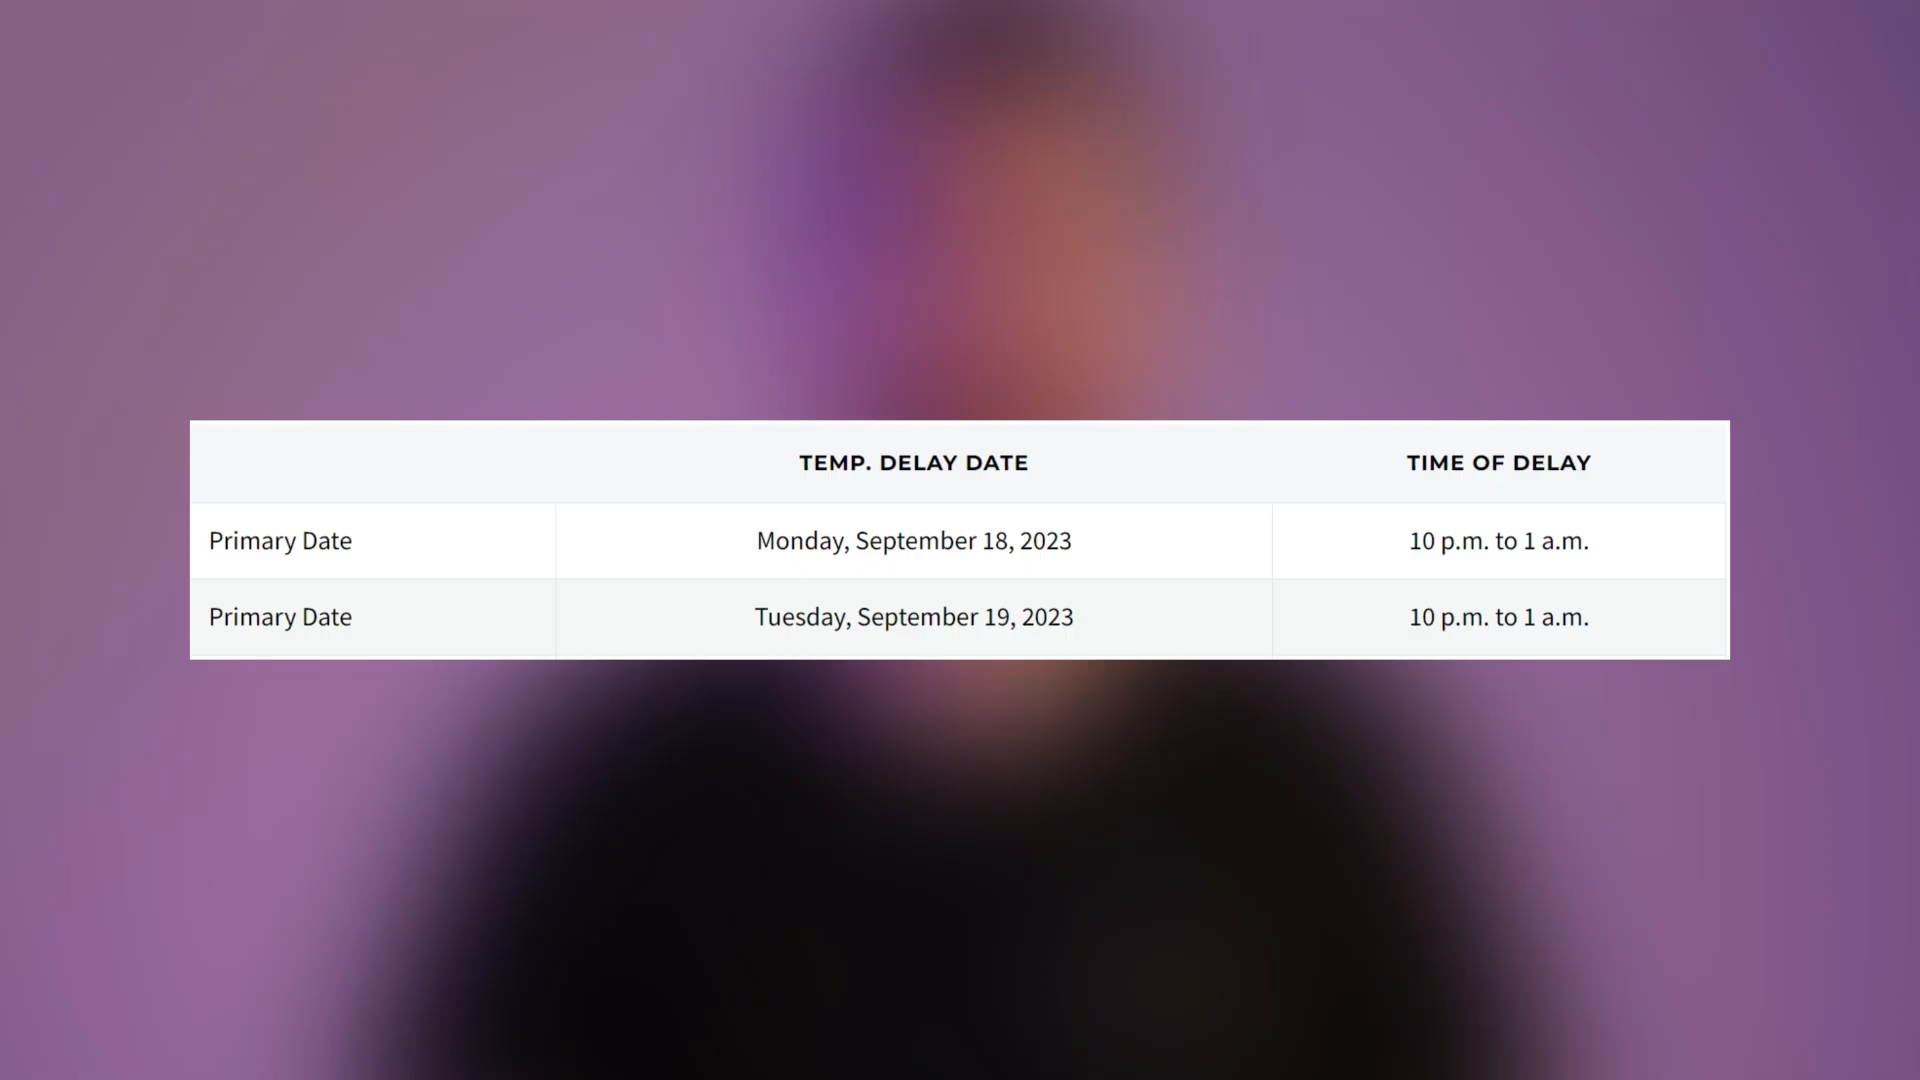 TEMP. DELAY DATE TIME OF DELAY
Primary Date Monday, September 18, 2023 10 p.m. to 1 a.m.
Primary Date Tuesday, September 19, 2023 10 p.m. to 1 a.m.